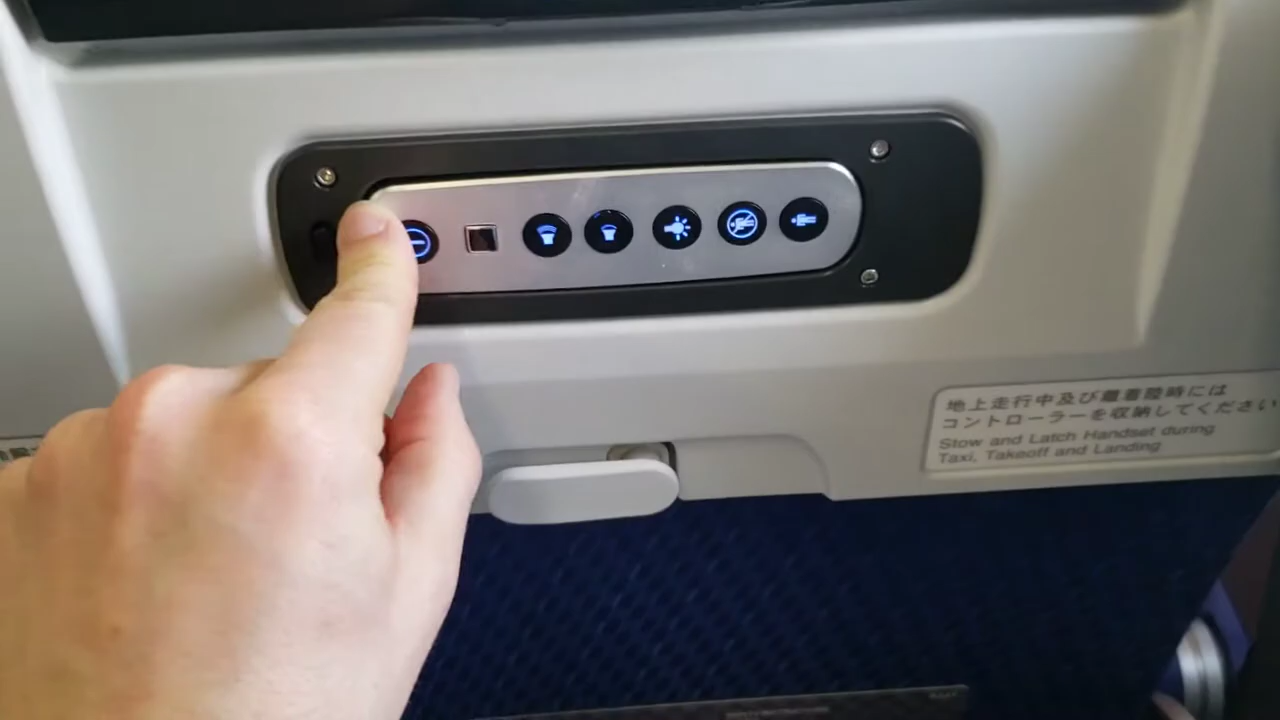 地上走行中及び離着陸時には
コントローラーを収納してください
Stow and Latch Handset during
Taxi, Takeoff and Landing